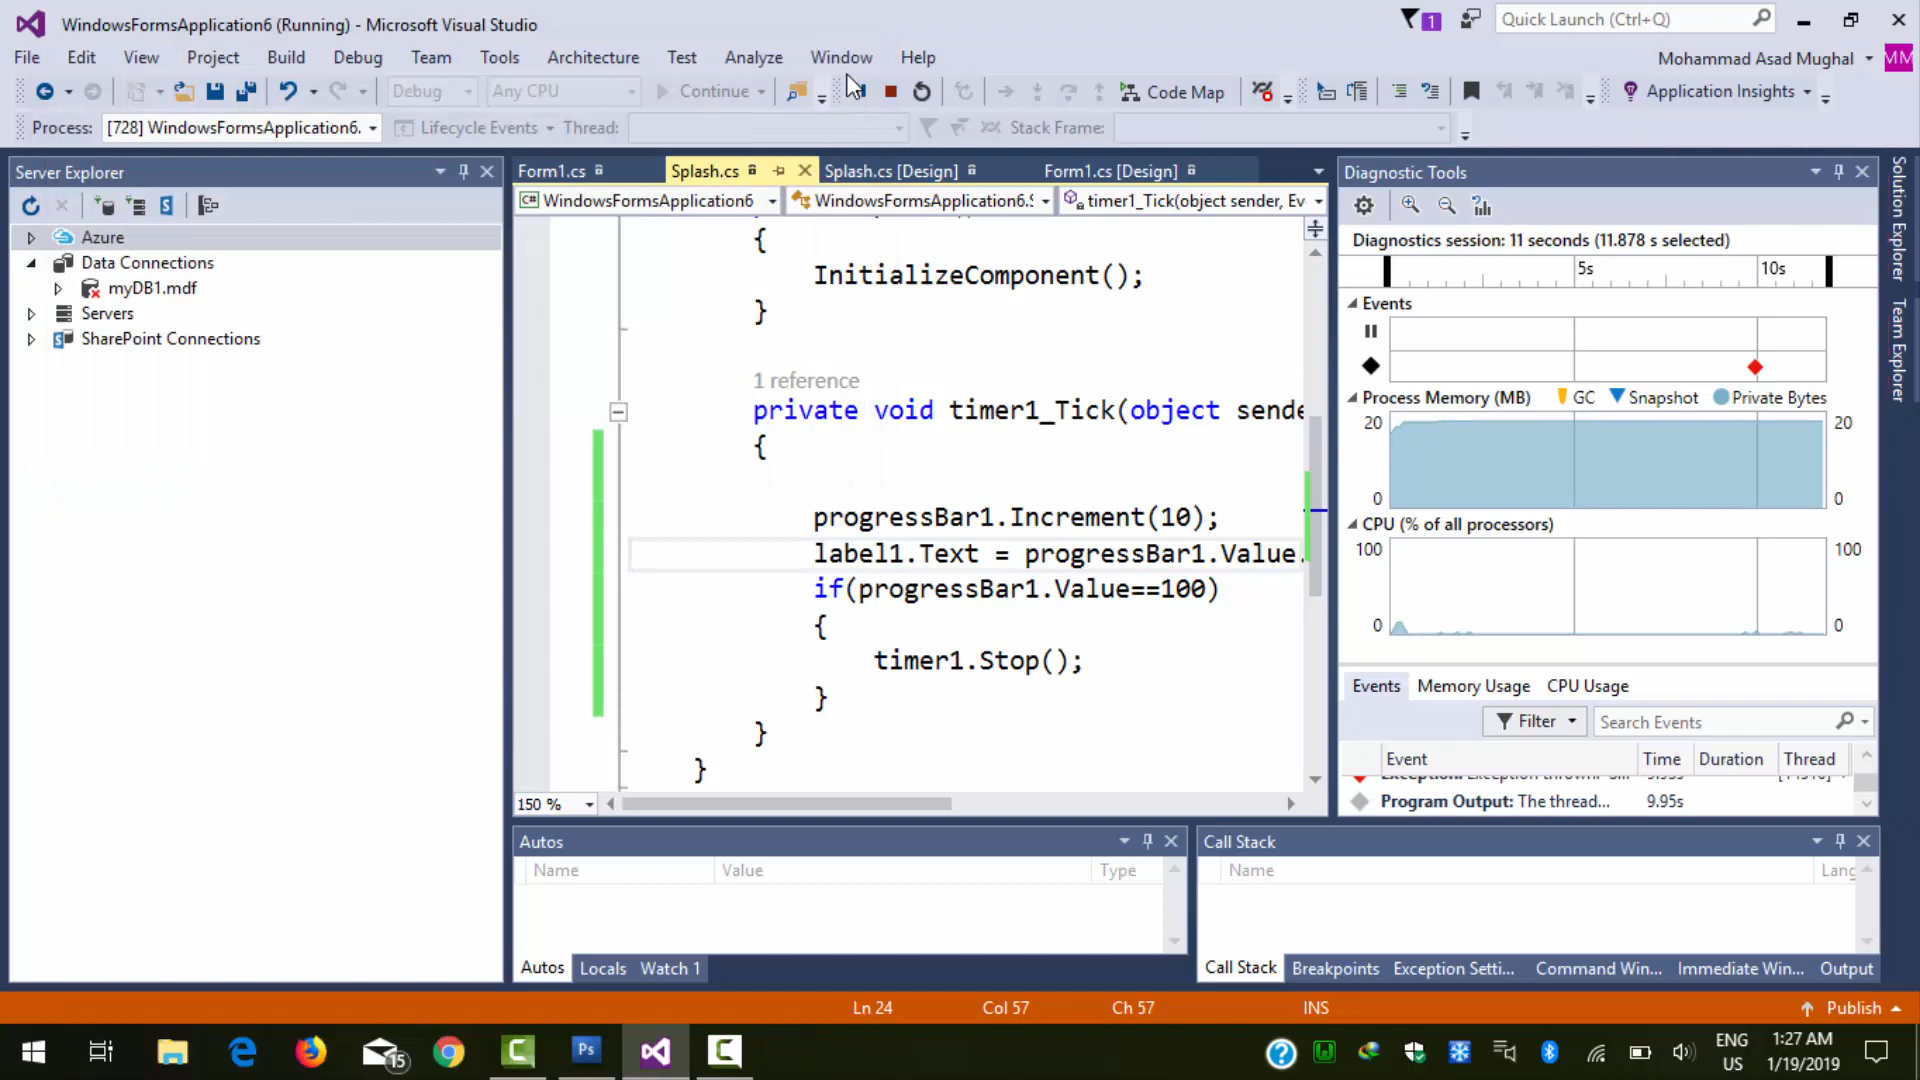 WindowsFormsApplication6 (Running) - Microsoft Visual Studio
1
Quick Launch (Ctrl+Q)
File Edit View Project Build Debug Team Tools Architecture Test Analyze Window Help
Mohammad Asad Mughal
MM
Debug Any CPU Continue Code Map Application Insights
Process: [728] WindowsFormsApplication6. Lifecycle Events Thread: Stack Frame:
Server Explorer
Azure
Data Connections
myDB1.mdf
Servers
SharePoint Connections
Form1.cs Splash.cs Splash.cs [Design] Form1.cs [Design]
WindowsFormsApplication6 WindowsFormsApplication6.S timer1_Tick(object sender, Ev
{
InitializeComponent();
}
1 reference
private void timer1_Tick(object sende
{
progressBar1.Increment(10);
label1.Text = progressBar1.Value.
if(progressBar1.Value==100)
{
timer1.Stop();
}
}
}
150 %
Diagnostic Tools
Diagnostics session: 11 seconds (11.878 s selected)
5s 10s
Events
Process Memory (MB) GC Snapshot Private Bytes
20 20
0 0
CPU (% of all processors)
100 100
0 0
Events Memory Usage CPU Usage
Filter Search Events
Event Time Duration Thread
Program Output: The thread... 9.95s
Solution Explorer
Team Explorer
Autos
Name Value Type
Autos Locals Watch 1
Call Stack
Name Lang
Call Stack Breakpoints Exception Setti... Command Win... Immediate Win... Output
Ln 24 Col 57 Ch 57 INS Publish
15
Ps
ENG
US
1:27 AM
1/19/2019